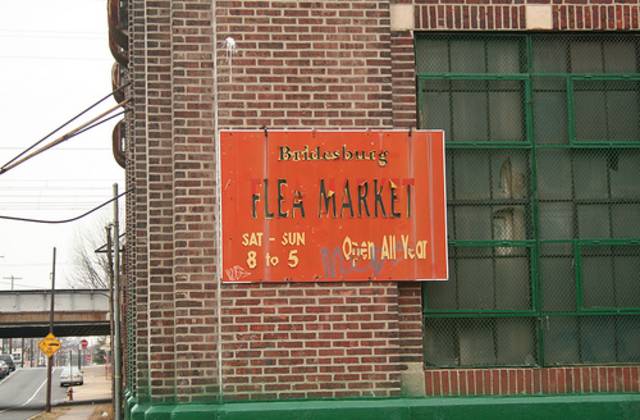 Bridesburg
FLEA MARKET
SAT - SUN
8 to 5
Open All Year